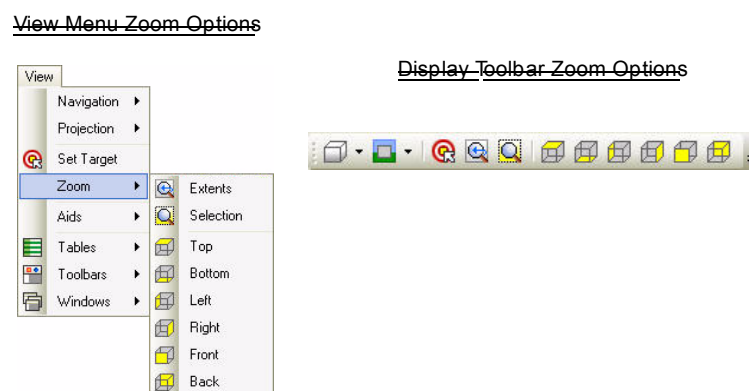 View Menu Zoom Options
Display Toolbar Zoom Options
View
Navigation
Projection
Set Target
Zoom
Aids
Tables
Toolbars
Windows
Extents
Selection
Top
Bottom
Left
Right
Front
Back